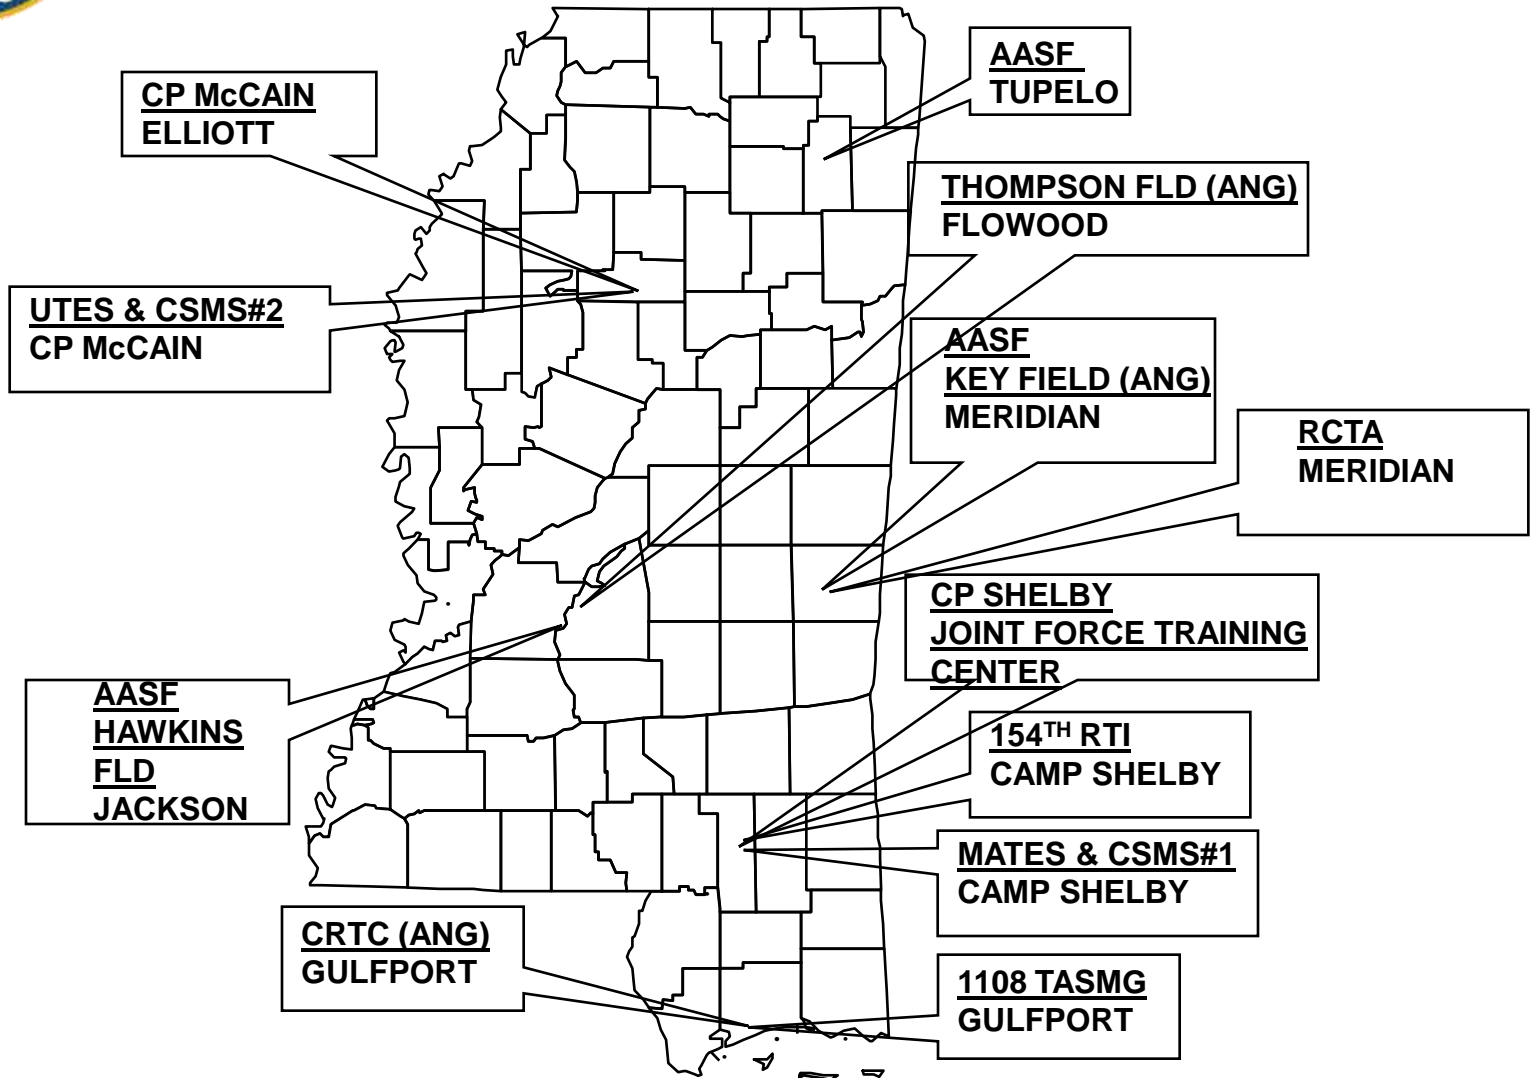 CP McCAIN
ELLIOTT
AASF
TUPELO
THOMPSON FLD (ANG)
FLOWOOD
UTES & CSMS#2
CP McCAIN
AASF
KEY FIELD (ANG)
MERIDIAN
RCTA
MERIDIAN
CP SHELBY
JOINT FORCE TRAINING
CENTER
AASF
HAWKINS
FLD
JACKSON
154TH RTI
CAMP SHELBY
MATES & CSMS#1
CAMP SHELBY
CRTC (ANG)
GULFPORT
1108 TASMG
GULFPORT